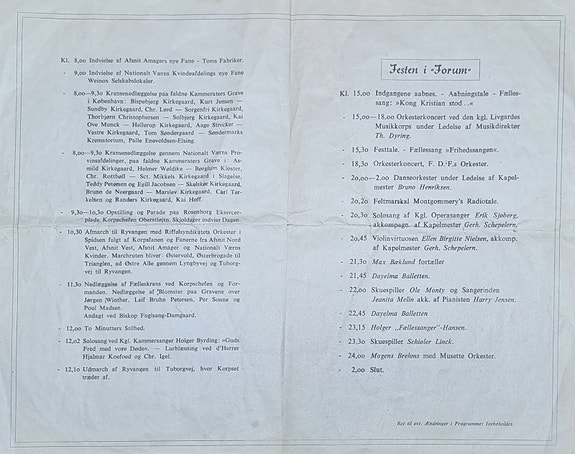 Kl. 8,00 Indvielse af Afsnit Amagers nye Fane - Toms Fabriker.
- 9,00 Indvielse af Nationalt Værns Kvindeafdelings nye Fane
Weinos Selskabslokaler.
- 8,00—9,30 Kransenedlæggelse paa faldne Kammeraters Grave
i København: Bispebjerg Kirkegaard, Kurt Jensen —
Sundby Kirkegaard, Chr. Leed — Sorgenfri Kirkegaard,
Thorbjørn Christophersen — Solbjerg Kirkegaard, Kai
Ove Munck — Hellerup Kirkegaard, Aage Strecker —
Vestre Kirkegaard, Tom Søndergaard — Søndermarks
Krematorium, Palle Enevoldsen-Elsing.
- 8,00—9,30 Kransenedlæggelse gennem Nationalt Værns Pro-
vinsafdelinger, paa faldne Kammeraters Grave i: As-
mild Kirkegaard, Helmer Wøldike — Børglum Kloster,
Chr. Rottbøll — Sct. Mikkels Kirkegaard i Slagelse,
Teddy Petersen og Egill Jacobsen — Skelskør Kirkegaard,
Bruno de Neergaard — Marslev Kirkegaard, Carl Ter-
kelsen og Randers Kirkegaard, Kai Hoff.
- 9,30—10,30 Opstilling og Parade paa Rosenborg Eksercer-
plads. Korpschefen Oberstløjtn. Skjoldager indvier Dagen.
- 10,30 Afmarch til Ryvangen med Riffelsyndikatets Orkester i
Spidsen fulgt af Korpsfanen og Fanerne fra Afsnit Nord
Vest, Afsnit Vest, Afsnit Amager og Nationalt Værns
Kvinder. Marchruten bliver: Østervold, Østerbrogade til
Trianglen, ad Østre Alle gennem Lyngbyvej og Tuborg-
vej til Ryvangen.
- 11,30 Nedlæggelse af Fælleskrans ved Korpschefen og For-
manden. Nedlæggelse af Blomster paa Gravene over
Jørgen Winther, Leif Bruhn Petersen, Per Sonne og
Poul Madsen.
Andagt ved Biskop Fuglsang-Damgaard.
- 12,00 To Minutters Stilhed.
- 12,02 Solosang ved Kgl. Kammersanger Holger Byrding: »Guds
Fred med vore Døde«. — Lurblæsning ved d'Herrer
Hjalmar Koefoed og Chr. Igel.
- 12,10 Udmarch af Ryvangen til Tuborgvej, hvor Korpset
træder af.
Festen i »Forum«
Kl. 15,00 Indgangene aabnes. - Aabningstale - Fælles-
sang: »Kong Kristian stod . .«
- 15,00—18,00 Orkesterkoncert ved den kgl. Livgardes
Musikkorps under Ledelse af Musikdirektør
Th. Dyring.
- 15,30 Festtale. - Fællessang »Frihedssangen«.
- 18,30 Orkesterkoncert, F. D.F.s Orkester.
- 20,00—2,00 Danseorkester under Ledelse af Kapel-
mester Bruno Henriksen.
- 20,20 Feltmarskal Montgommery's Radiotale.
- 20,30 Solosang af Kgl. Operasanger Erik Sjøberg,
akkompagn. af Kapelmester Gerh. Schepelern.
- 20,45 Violinvirtuosen Ellen Birgitte Nielsen, akkomp.
af Kapelmester Gerh. Schepelern.
- 21,30 Max Bæklund fortæller
- 21,45 Dayelma Balletten.
- 22,00 Skuespiller Ole Monty og Sangerinden
Jeanita Melin akk. af Pianisten Harry Jensen.
- 22,45 Dayelma Balletten
- 23,15 Holger „Fællessanger"-Hansen.
- 23,30 Skuespiller Schiøler Linck.
- 24,00 Mogens Brehms med Musette Orkester.
- 2,00 Slut.
Ret til evt. Ændringer i Programmet forbeholdes.